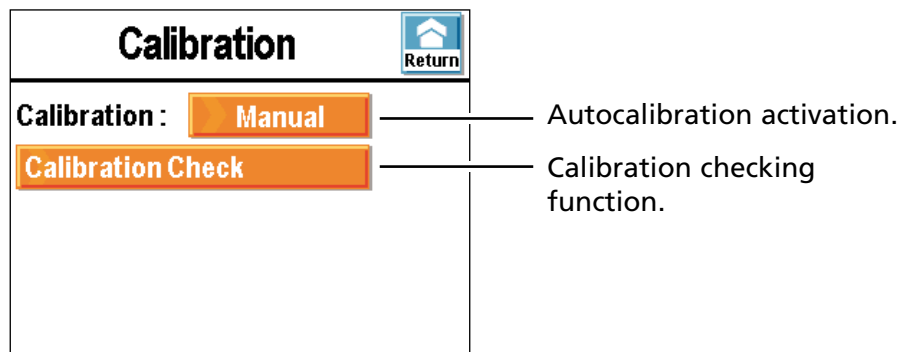 Calibration
Return
Calibration : Manual
Autocalibration activation.
Calibration Check
Calibration checking
function.